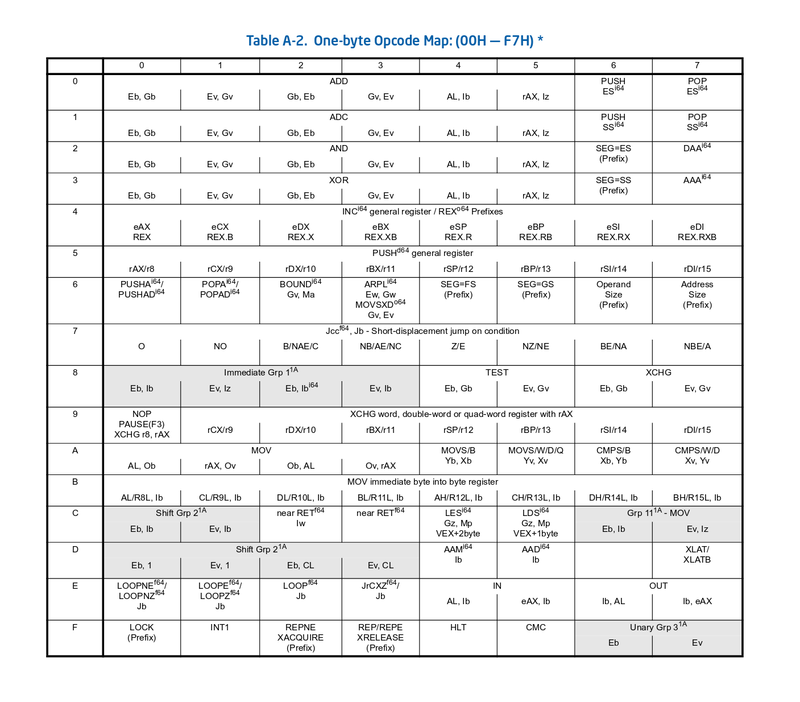 Table A-2. One-byte Opcode Map: (00H — F7H) *
0 1 2 3 4 5 6 7
0 ADD PUSH ES^i64 POP ES^i64
Eb, Gb Ev, Gv Gb, Eb Gv, Ev AL, Ib rAX, Iz
1 ADC PUSH SS^i64 POP SS^i64
Eb, Gb Ev, Gv Gb, Eb Gv, Ev AL, Ib rAX, Iz
2 AND SEG=ES (Prefix) DAA^i64
Eb, Gb Ev, Gv Gb, Eb Gv, Ev AL, Ib rAX, Iz
3 XOR SEG=SS (Prefix) AAA^i64
Eb, Gb Ev, Gv Gb, Eb Gv, Ev AL, Ib rAX, Iz
4 INC^i64 general register / REX^o64 Prefixes
eAX eCX eDX eBX eSP eBP eSI eDI
REX REX.B REX.X REX.XB REX.R REX.RB REX.RX REX.RXB
5 PUSH^d64 general register
rAX/r8 rCX/r9 rDX/r10 rBX/r11 rSP/r12 rBP/r13 rSI/r14 rDI/r15
6 PUSHA^i64/ POPA^i64/ BOUND^i64 ARPL^i64 SEG=FS SEG=GS Operand Address
PUSHAD^i64 POPAD^i64 Gv, Ma Ew, Gw (Prefix) (Prefix) Size Size
MOVSXD^o64 (Prefix) (Prefix)
Gv, Ev
7 Jcc^f64, Jb - Short-displacement jump on condition
O NO B/NAE/C NB/AE/NC Z/E NZ/NE BE/NA NBE/A
8 Immediate Grp 1^1A TEST XCHG
Eb, Ib Ev, Iz Eb, Ib^i64 Ev, Ib Eb, Gb Ev, Gv Eb, Gb Ev, Gv
9 NOP XCHG word, double-word or quad-word register with rAX
PAUSE(F3)
XCHG r8, rAX rCX/r9 rDX/r10 rBX/r11 rSP/r12 rBP/r13 rSI/r14 rDI/r15
A MOV MOVS/B MOVS/W/D/Q CMPS/B CMPS/W/D
Yb, Xb Yv, Xv Xb, Yb Xv, Yv
AL, Ob rAX, Ov Ob, AL Ov, rAX
B MOV immediate byte into byte register
AL/R8L, Ib CL/R9L, Ib DL/R10L, Ib BL/R11L, Ib AH/R12L, Ib CH/R13L, Ib DH/R14L, Ib BH/R15L, Ib
C Shift Grp 2^1A near RET^f64 near RET^f64 LES^i64 LDS^i64 Grp 11^1A - MOV
Eb, Ib Ev, Ib Iw Gz, Mp Gz, Mp Eb, Ib Ev, Iz
VEX+2byte VEX+1byte
D Shift Grp 2^1A AAM^i64 AAD^i64 XLAT/
Ib Ib XLATB
Eb, 1 Ev, 1 Eb, CL Ev, CL
E LOOPNE^f64/ LOOPE^f64/ LOOP^f64 JrCXZ^f64/ IN OUT
LOOPNZ^f64 LOOPZ^f64 Jb Jb
Jb Jb AL, Ib eAX, Ib Ib, AL Ib, eAX
F LOCK INT1 REPNE REP/REPE HLT CMC Unary Grp 3^1A
(Prefix) XACQUIRE XRELEASE Eb Ev
(Prefix) (Prefix)